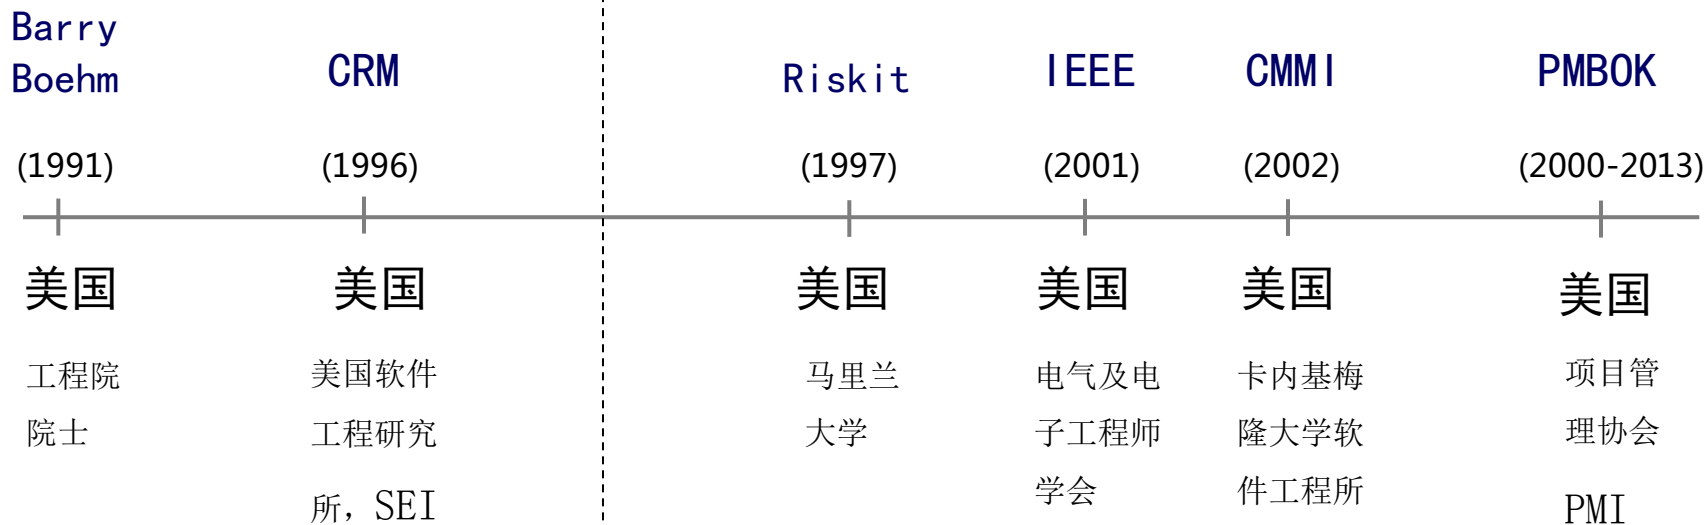 Barry
Boehm
CRM
Riskit
IEEE
CMMI
PMBOK
(1991)
(1996)
(1997)
(2001)
(2002)
(2000-2013)
美国
美国
美国
美国
美国
美国
工程院
院士
美国软件
工程研究
所，SEI
马里兰
大学
电气及电
子工程师
学会
卡内基梅
隆大学软
件工程所
项目管
理协会
PMI